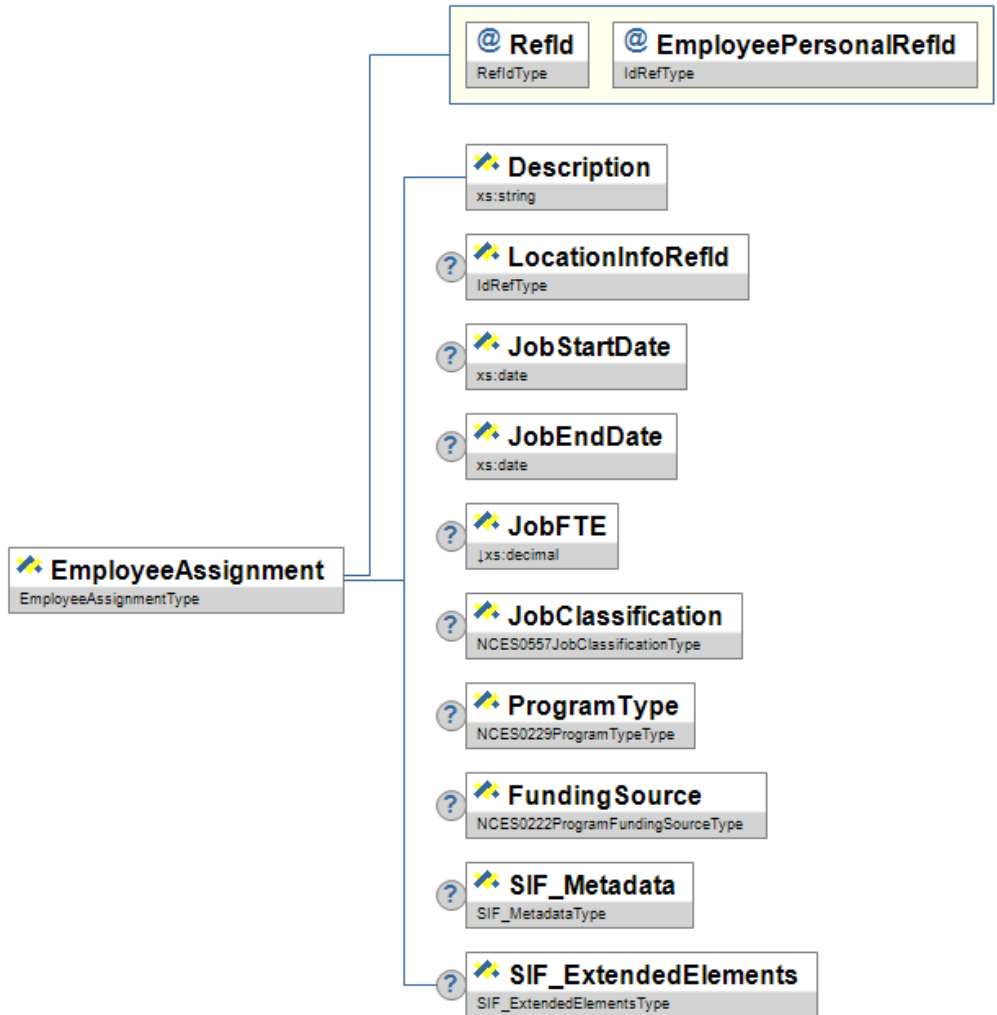 @ RefId
RefIdType
@ EmployeePersonalRefId
IdRefType
Description
xs:string
? LocationInfoRefId
IdRefType
? JobStartDate
xs:date
? JobEndDate
xs:date
? JobFTE
↓xs:decimal
EmployeeAssignment
EmployeeAssignmentType
? JobClassification
NCES0557JobClassificationType
? ProgramType
NCES0229ProgramTypeType
? FundingSource
NCES0222ProgramFundingSourceType
? SIF_Metadata
SIF_MetadataType
? SIF_ExtendedElements
SIF_ExtendedElementsType